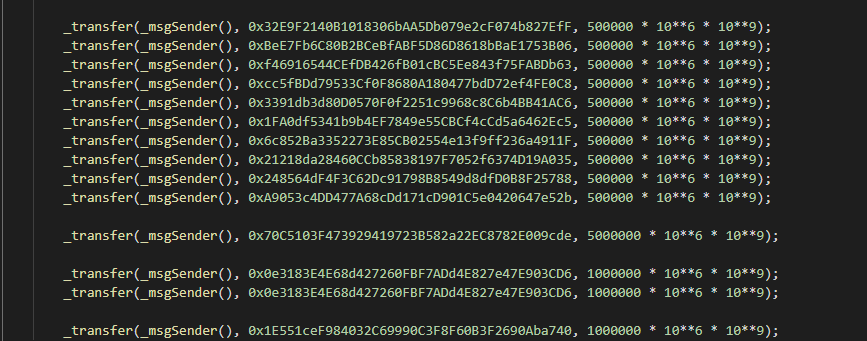 _transfer(_msgSender(), 0x32E9F2140B1018306bAA5Db079e2cF074b827EfF, 500000 * 10**6 * 10**9);
_transfer(_msgSender(), 0xBeE7Fb6C80B2BCeBfABF5D86D8618bBaE1753B06, 500000 * 10**6 * 10**9);
_transfer(_msgSender(), 0xf46916544CEfDB426fB01cBC5Ee843f75FABDb63, 500000 * 10**6 * 10**9);
_transfer(_msgSender(), 0xcc5fBDd79533Cf0F8680A180477bdD72ef4FE0C8, 500000 * 10**6 * 10**9);
_transfer(_msgSender(), 0x3391db3d80D0570F0f2251c9968c8C6b4BB41AC6, 500000 * 10**6 * 10**9);
_transfer(_msgSender(), 0x1FA0df5341b9b4EF7849e55CBCf4cCd5a6462Ec5, 500000 * 10**6 * 10**9);
_transfer(_msgSender(), 0x6c852Ba3352273E85CB02554e13f9ff236a4911F, 500000 * 10**6 * 10**9);
_transfer(_msgSender(), 0x21218da28460CCb85838197F7052f6374D19A035, 500000 * 10**6 * 10**9);
_transfer(_msgSender(), 0x248564dF4F3C62Dc91798B8549d8dfD0B8F25788, 500000 * 10**6 * 10**9);
_transfer(_msgSender(), 0xA9053c4DD477A68cDd171cD901C5e0420647e52b, 500000 * 10**6 * 10**9);
_transfer(_msgSender(), 0x70C5103F473929419723B582a22EC8782E009cde, 5000000 * 10**6 * 10**9);
_transfer(_msgSender(), 0x0e3183E4E68d427260FBF7ADd4E827e47E903CD6, 1000000 * 10**6 * 10**9);
_transfer(_msgSender(), 0x0e3183E4E68d427260FBF7ADd4E827e47E903CD6, 1000000 * 10**6 * 10**9);
_transfer(_msgSender(), 0x1E551ceF984032C69990C3F8F60B3F2690Aba740, 1000000 * 10**6 * 10**9);